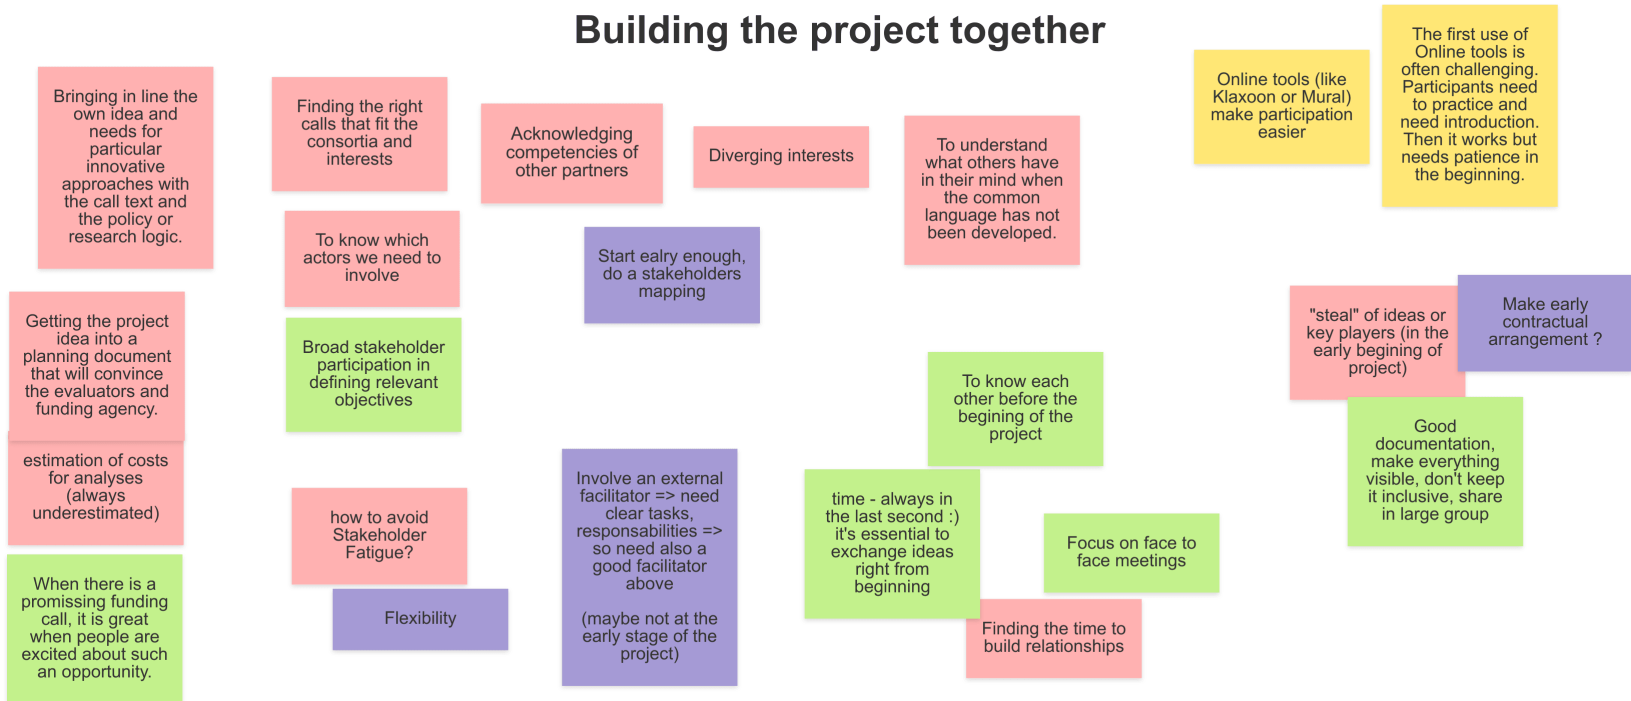 Building the project together
Bringing in line the
own idea and
needs for
particular
innovative
approaches with
the call text and
the policy or
research logic.
Finding the right
calls that fit the
consortia and
interests
Acknowledging
competencies of
other partners
Diverging interests
To understand
what others have
in their mind when
the common
language has not
been developed.
Online tools (like
Klaxoon or Mural)
make participation
easier
The first use of
Online tools is
often challenging.
Participants need
to practice and
need introduction.
Then it works but
needs patience in
the beginning.
To know which
actors we need to
involve
Start ealry enough,
do a stakeholders
mapping
Getting the project
idea into a
planning document
that will convince
the evaluators and
funding agency.
Broad stakeholder
participation in
defining relevant
objectives
"steal" of ideas or
key players (in the
early begining of
project)
Make early
contractual
arrangement ?
To know each
other before the
begining of the
project
Good
documentation,
make everything
visible, don't keep
it inclusive, share
in large group
estimation of costs
for analyses
(always
underestimated)
how to avoid
Stakeholder
Fatigue?
Involve an external
facilitator => need
clear tasks,
responsabilities =>
so need also a
good facilitator
above
(maybe not at the
early stage of the
project)
time - always in
the last second :)
it's essential to
exchange ideas
right from
beginning
Focus on face to
face meetings
When there is a
promissing funding
call, it is great
when people are
excited about such
an opportunity.
Flexibility
Finding the time to
build relationships